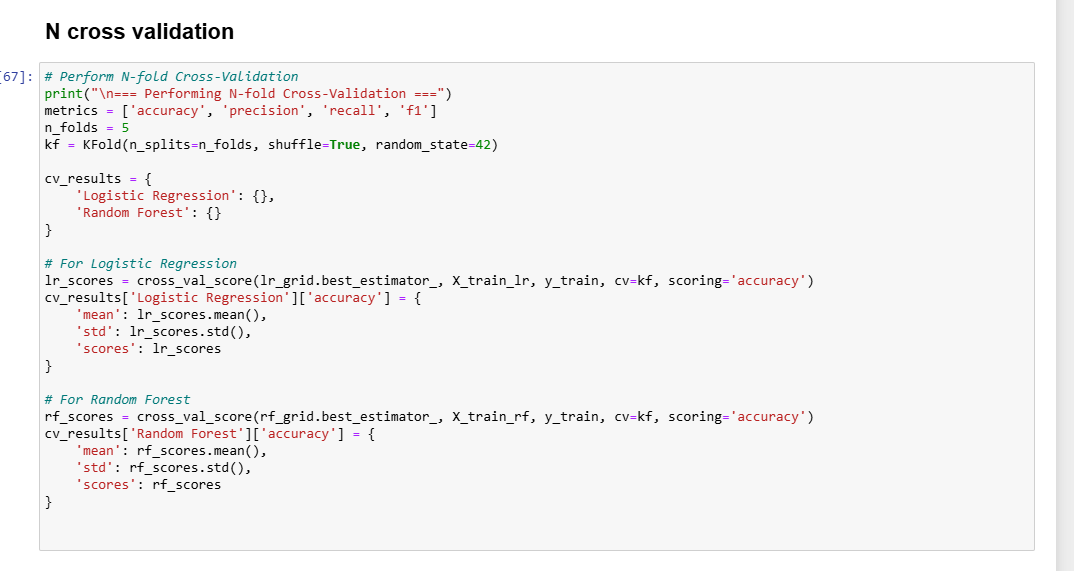 N cross validation
[67]:
# Perform N-fold Cross-Validation
print("\n=== Performing N-fold Cross-Validation ===")
metrics = ['accuracy', 'precision', 'recall', 'f1']
n_folds = 5
kf = KFold(n_splits=n_folds, shuffle=True, random_state=42)
cv_results = {
    'Logistic Regression': {},
    'Random Forest': {}
}
# For Logistic Regression
lr_scores = cross_val_score(lr_grid.best_estimator_, X_train_lr, y_train, cv=kf, scoring='accuracy')
cv_results['Logistic Regression']['accuracy'] = {
    'mean': lr_scores.mean(),
    'std': lr_scores.std(),
    'scores': lr_scores
}
# For Random Forest
rf_scores = cross_val_score(rf_grid.best_estimator_, X_train_rf, y_train, cv=kf, scoring='accuracy')
cv_results['Random Forest']['accuracy'] = {
    'mean': rf_scores.mean(),
    'std': rf_scores.std(),
    'scores': rf_scores
}